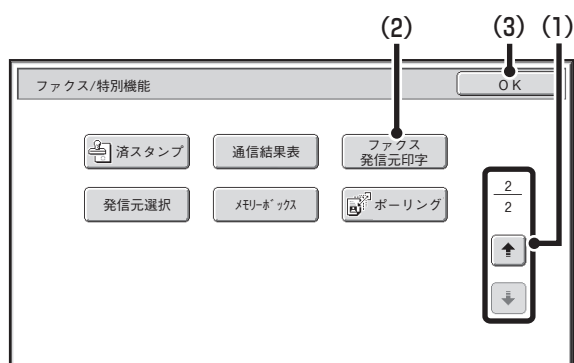 (2)
(3)
(1)
ファクス/特別機能
OK
済スタンプ
通信結果表
ファクス
発信元印字
発信元選択
メモリーボックス
ポーリング
2
2